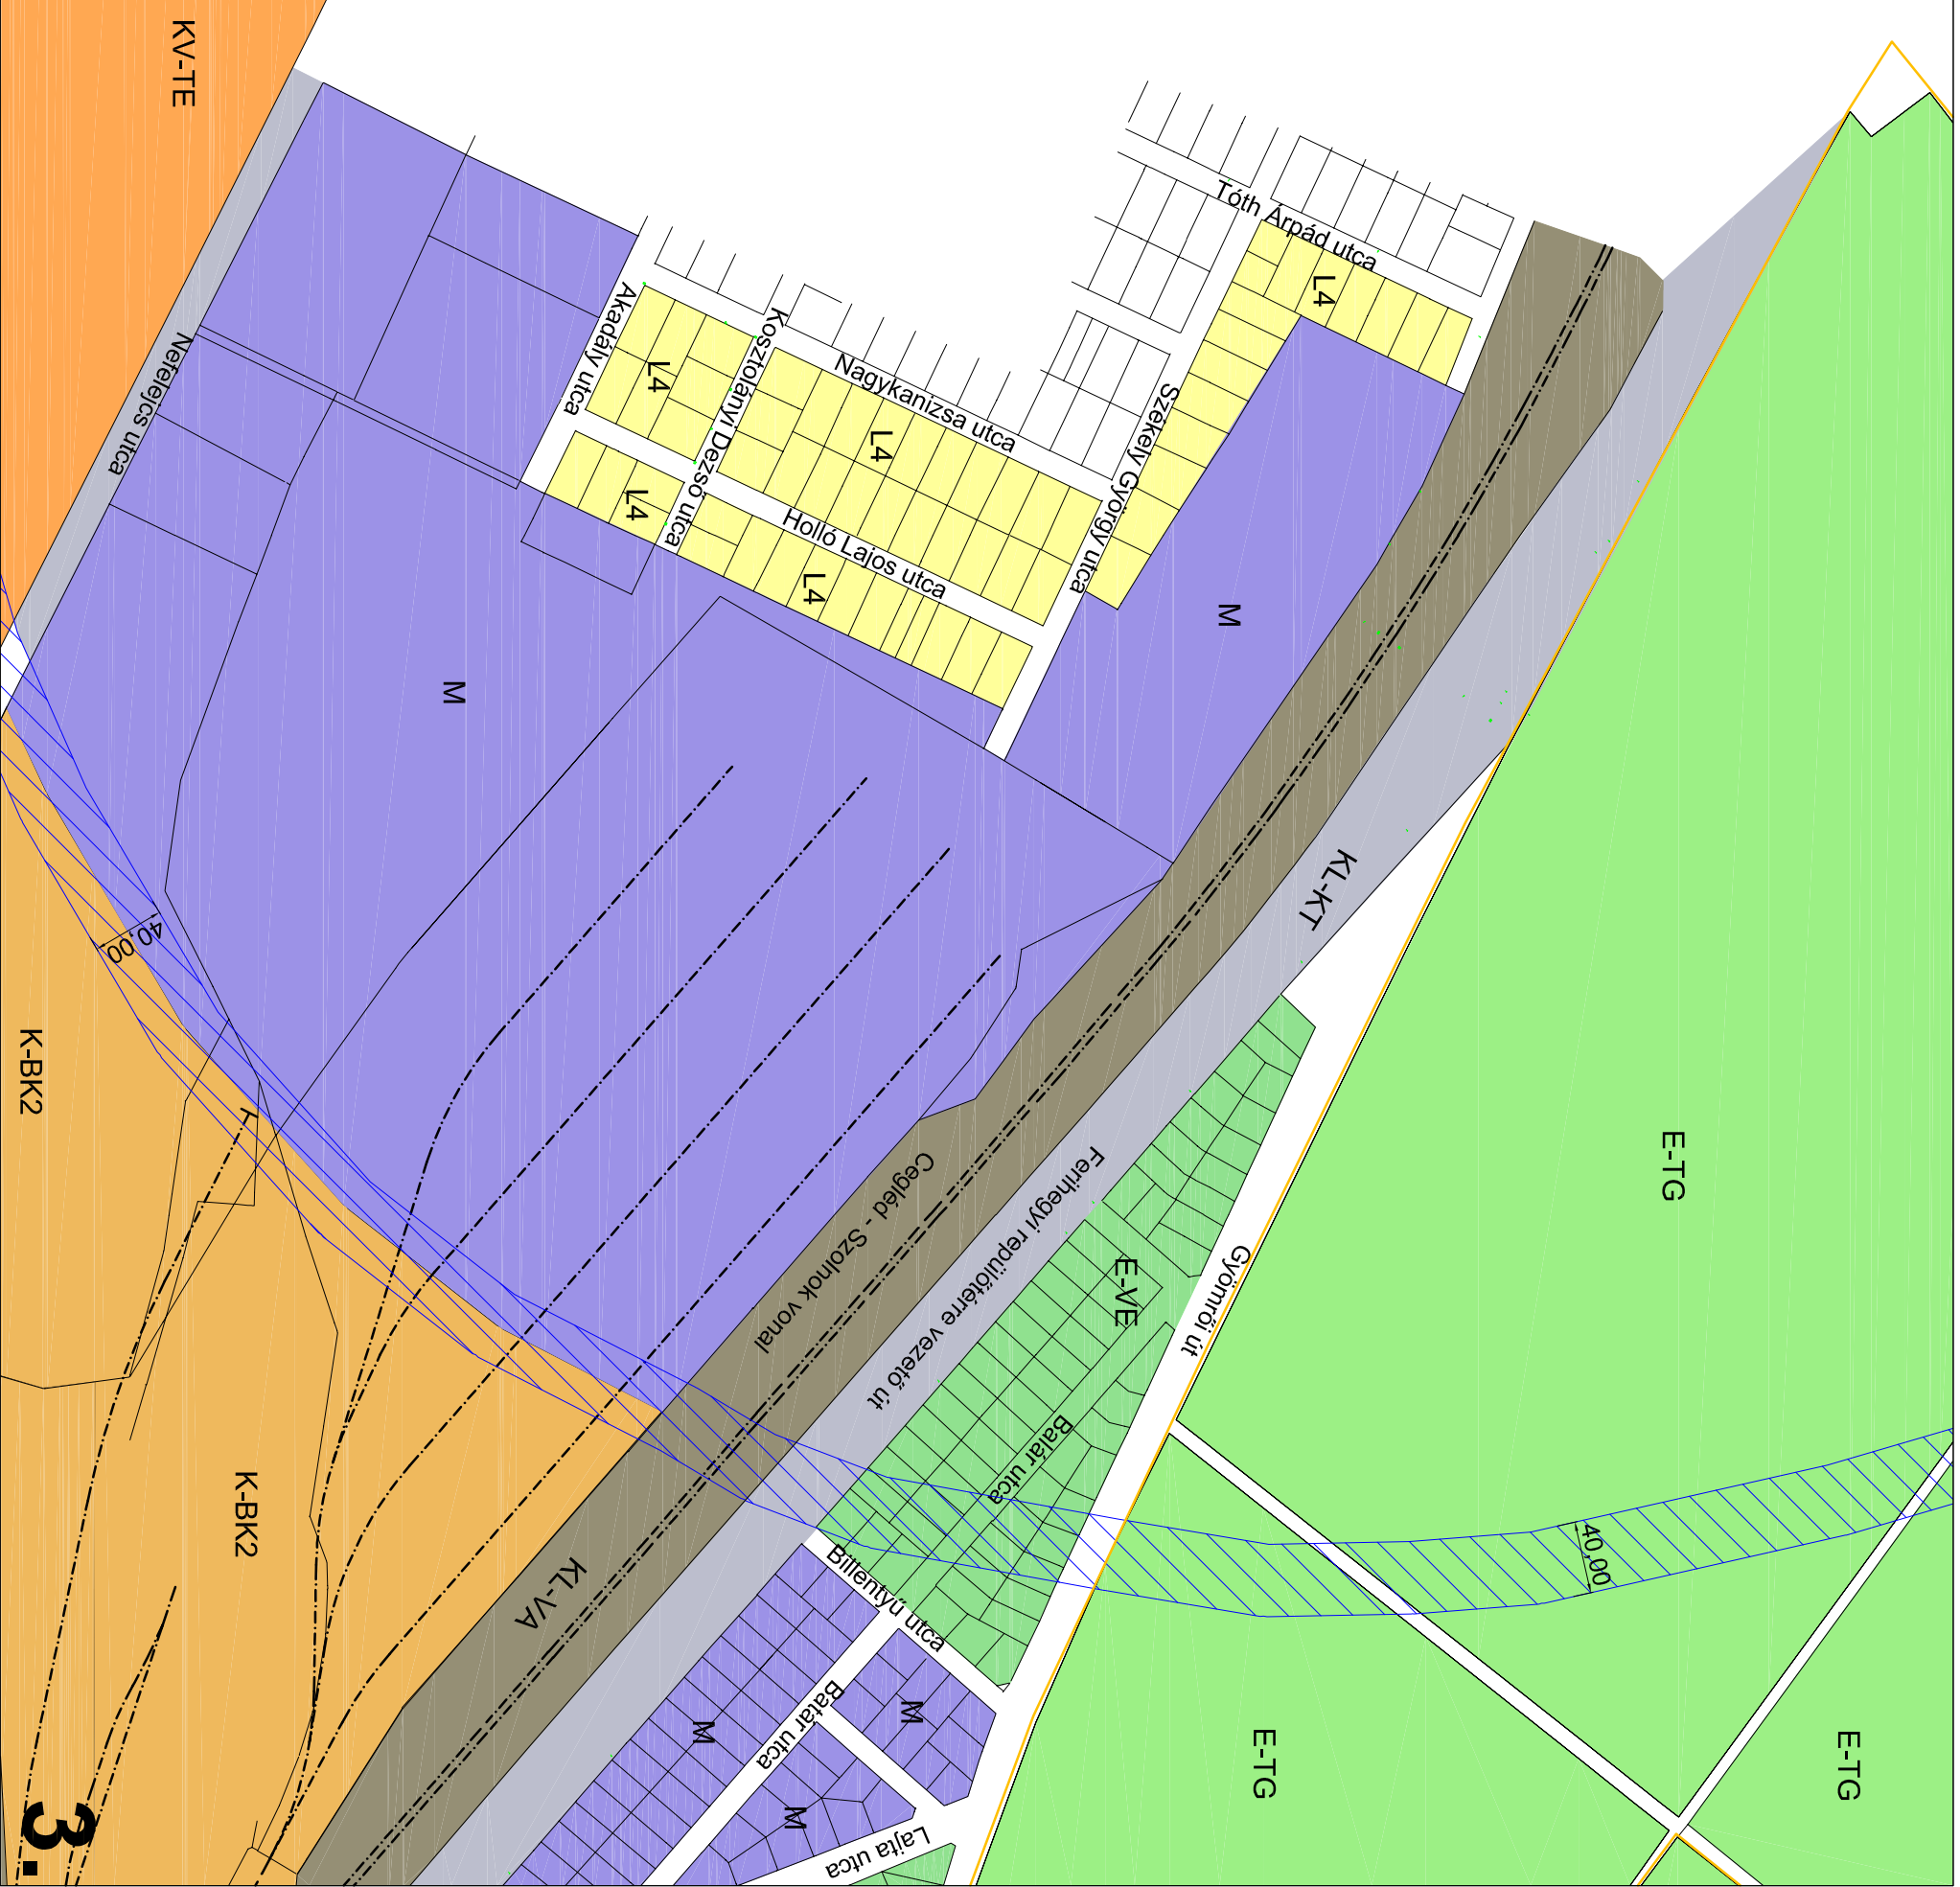 KV-TE
Nefelejcs utca
Akadály utca
Kosztolányi Dezső utca
Nagykanizsa utca
Tóth Árpád utca
L4
L4
L4
L4
L4
Székely György utca
Holló Lajos utca
M
M
KL-KT
40,00
K-BK2
T
E-TG
Cegléd - Szolnok vonal
Ferihegyi repülőtérre vezető út
E-VE
Gyömrői út
Batár utca
K-BK2
KL-VA
40,00
Billentyű utca
Batár utca
M
M
M
Lajta utca
E-TG
E-TG
3.